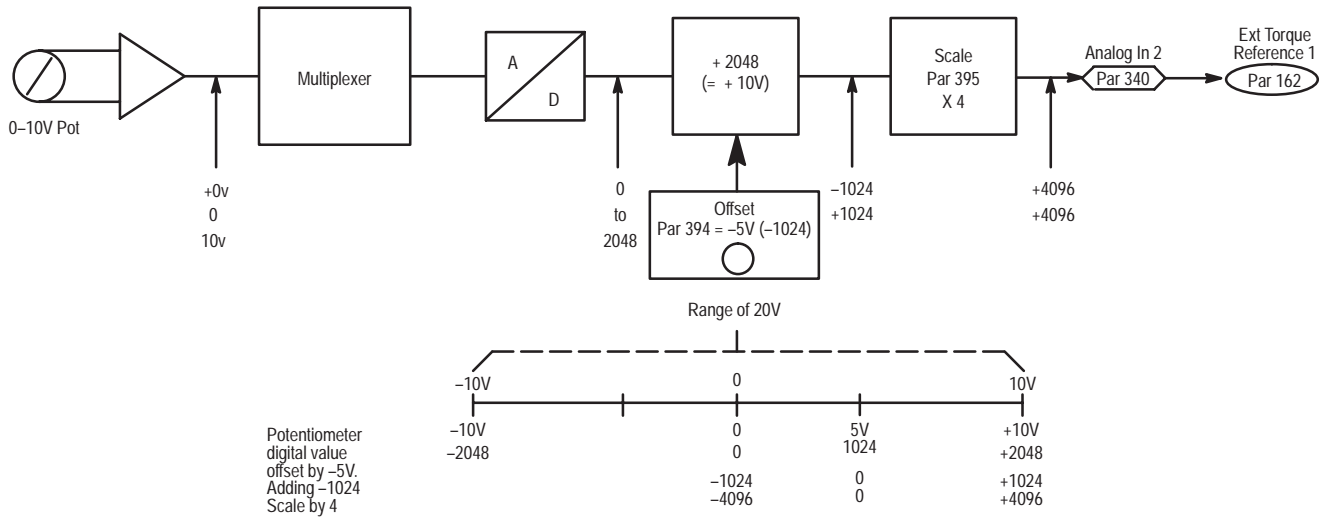 0–10V Pot
+0v
0
10v
Multiplexer
A
D
0
to
2048
+ 2048
(= + 10V)
Offset
Par 394 = –5V (–1024)
–1024
+1024
Scale
Par 395
X 4
+4096
+4096
Analog In 2
Par 340
Ext Torque
Reference 1
Par 162
Range of 20V
–10V 0 10V
Potentiometer –10V 0 5V +10V
digital value –2048 0 1024 +2048
offset by –5V.
Adding –1024 –1024 0 +1024
Scale by 4 –4096 0 +4096